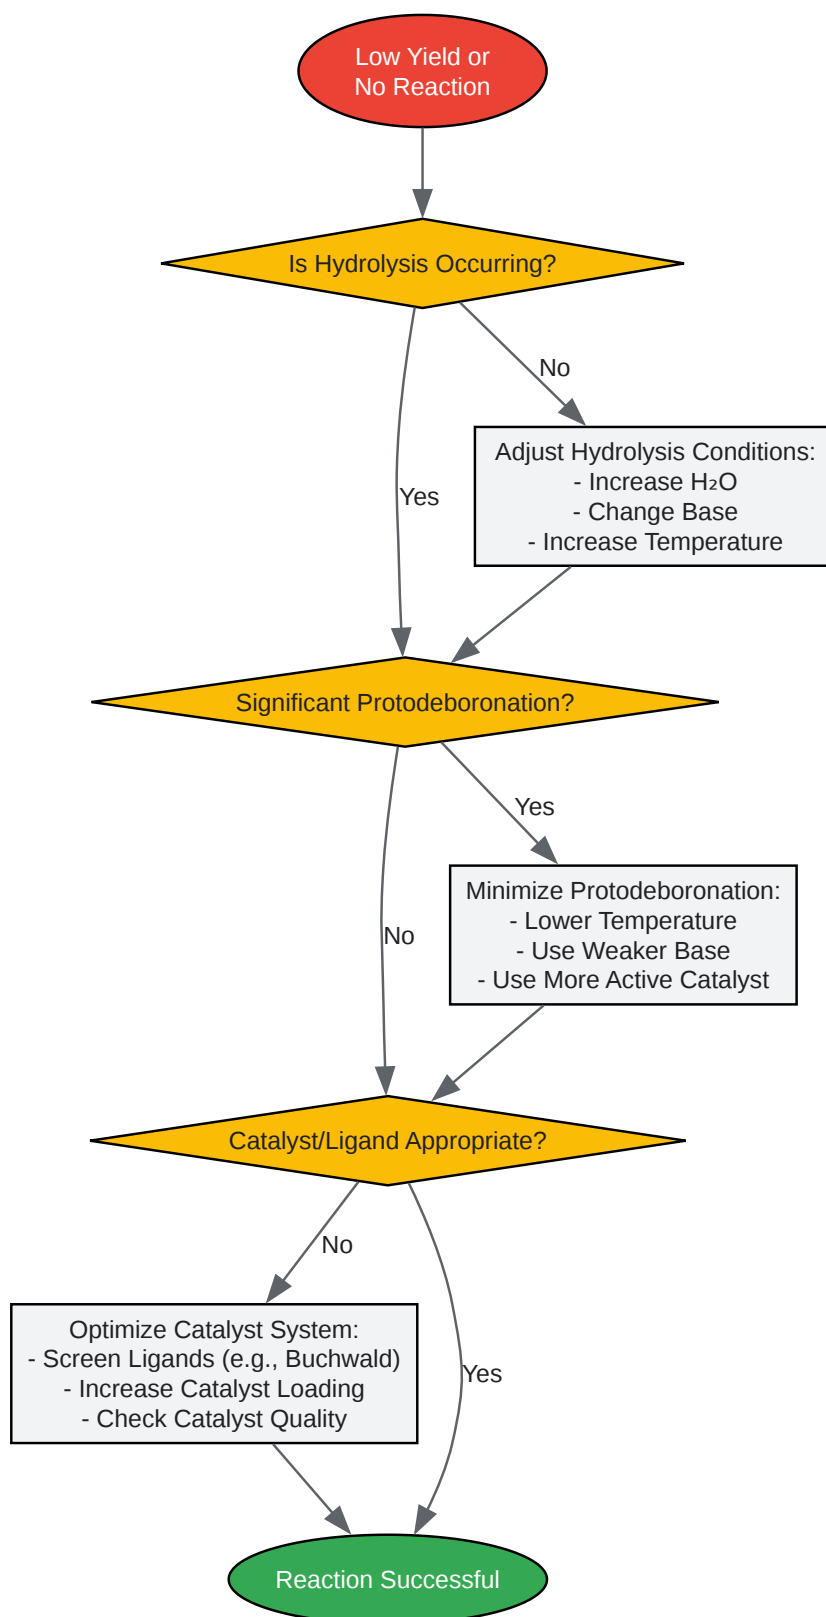 Low Yield or
No Reaction
Is Hydrolysis Occurring?
No
Adjust Hydrolysis Conditions:
- Increase H₂O
- Change Base
- Increase Temperature
Yes
Significant Protodeboronation?
Yes
Minimize Protodeboronation:
- Lower Temperature
- Use Weaker Base
- Use More Active Catalyst
No
Catalyst/Ligand Appropriate?
No
Optimize Catalyst System:
- Screen Ligands (e.g., Buchwald)
- Increase Catalyst Loading
- Check Catalyst Quality
Yes
Reaction Successful